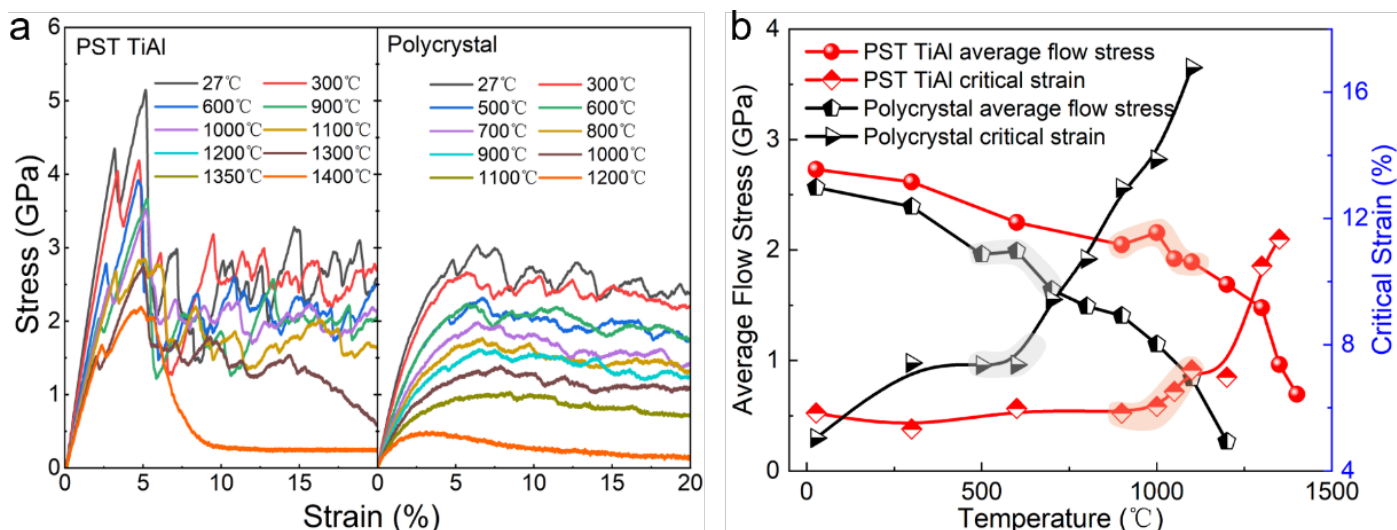 a
PST TiAl
Polycrystal
27℃ 300℃
600℃ 900℃
1000℃ 1100℃
1200℃ 1300℃
1350℃ 1400℃
27℃ 300℃
500℃ 600℃
700℃ 800℃
900℃ 1000℃
1100℃ 1200℃
Stress (GPa)
6
5
4
3
2
1
0
0 5 10 15 0 5 10 15 20
Strain (%)
b
PST TiAl average flow stress
PST TiAl critical strain
Polycrystal average flow stress
Polycrystal critical strain
Average Flow Stress (GPa)
4
3
2
1
0
Critical Strain (%)
16
12
8
4
0 500 1000 1500
Temperature (℃)